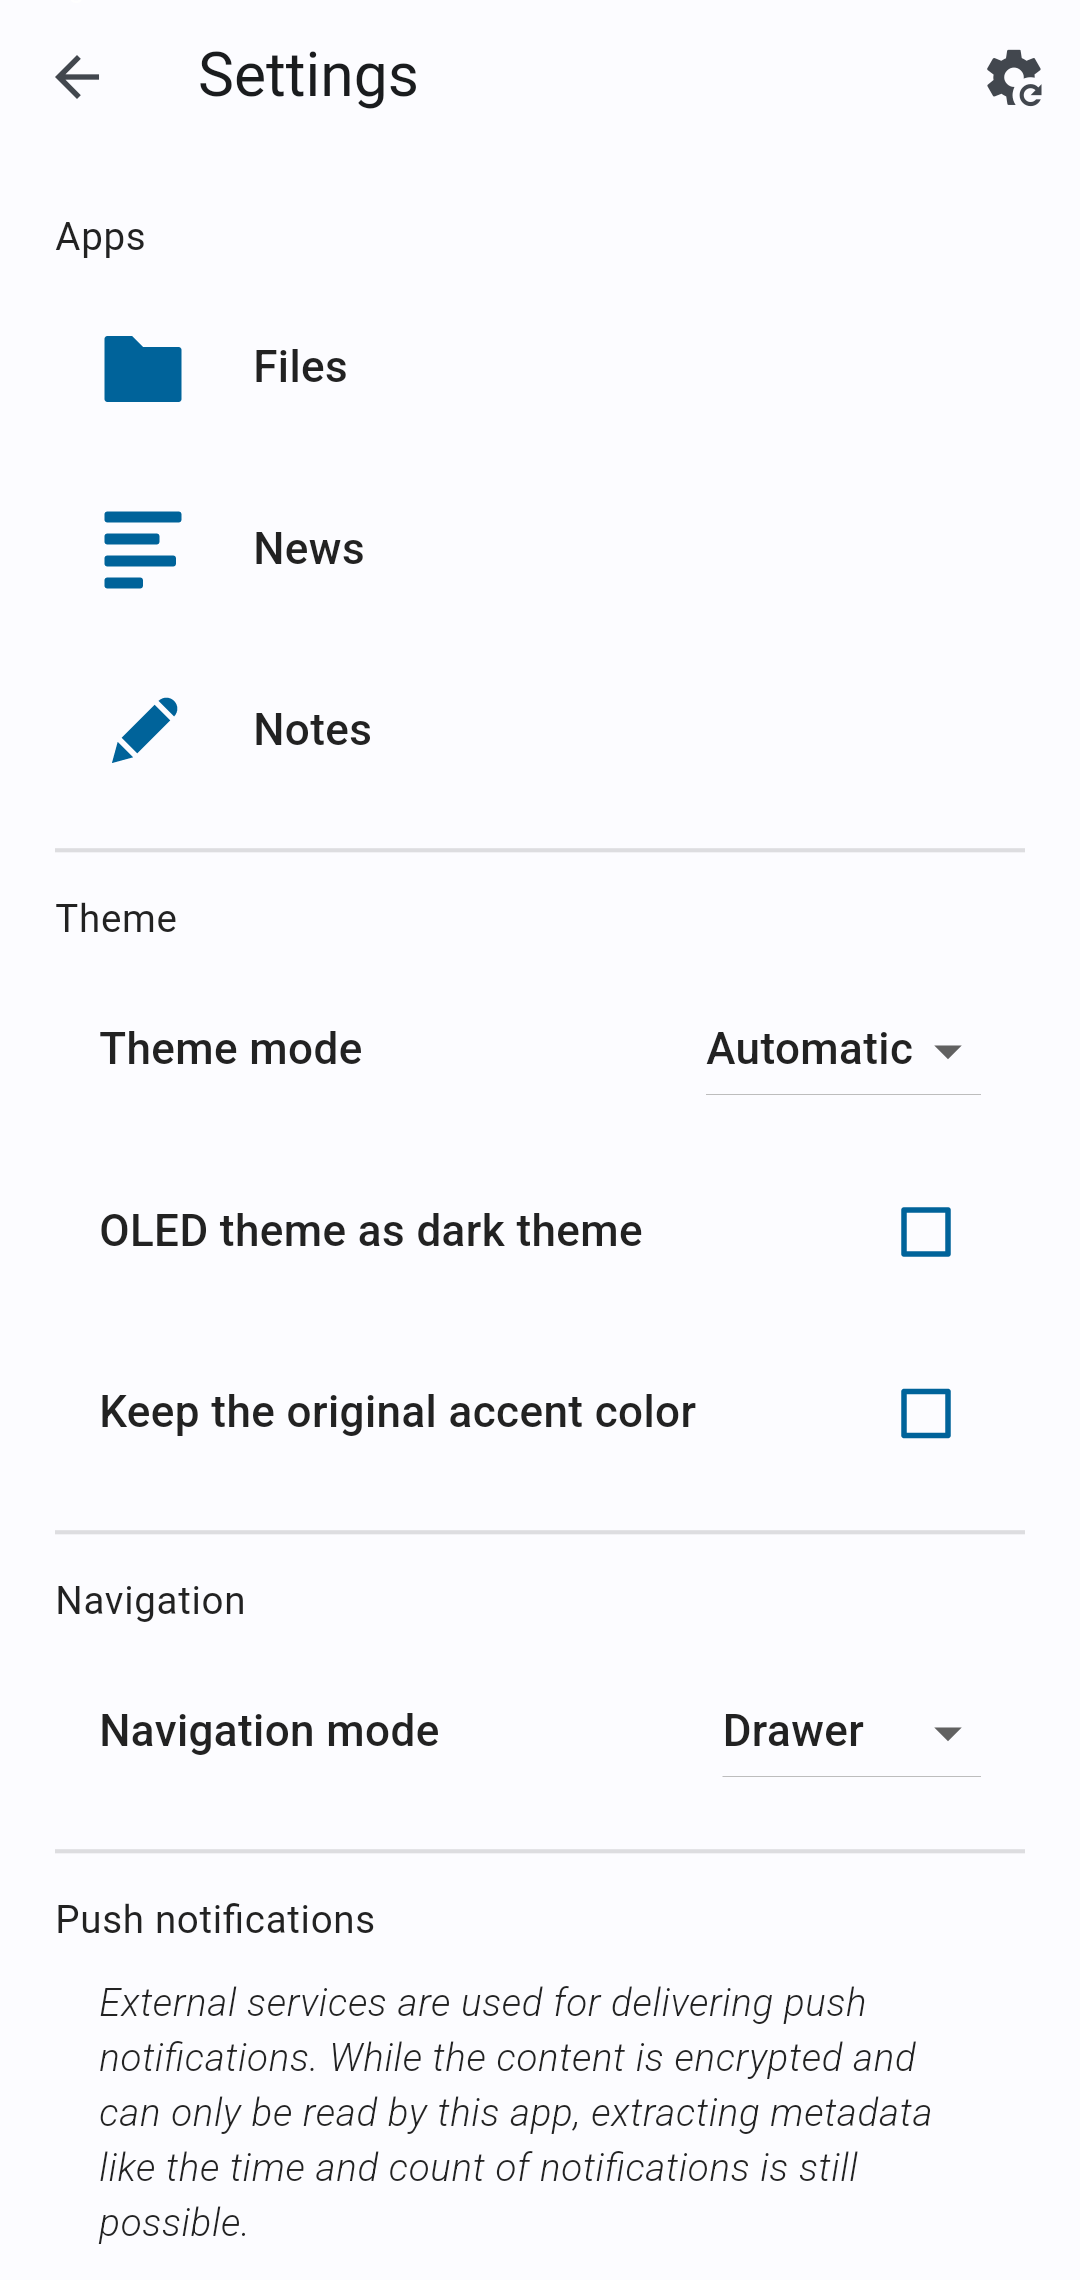 Settings
Apps
Files
News
Notes
Theme
Theme mode
Automatic
OLED theme as dark theme
Keep the original accent color
Navigation
Navigation mode
Drawer
Push notifications
External services are used for delivering push
notifications. While the content is encrypted and
can only be read by this app, extracting metadata
like the time and count of notifications is still
possible.